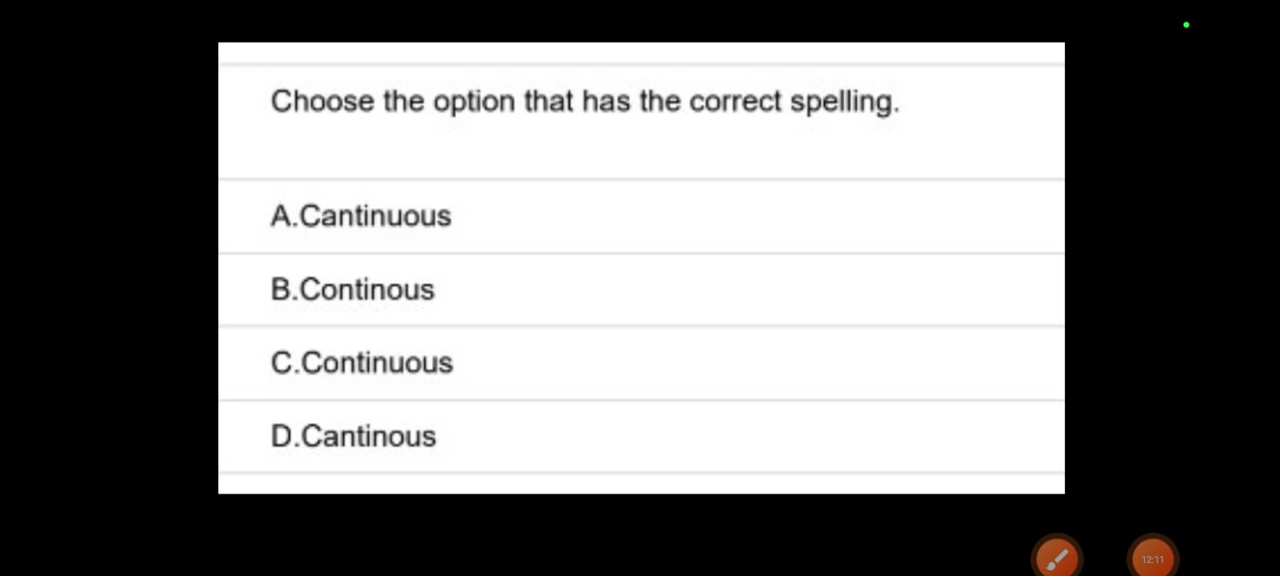 Choose the option that has the correct spelling.
A.Cantinuous
B.Continous
C.Continuous
D.Cantinous
12:11